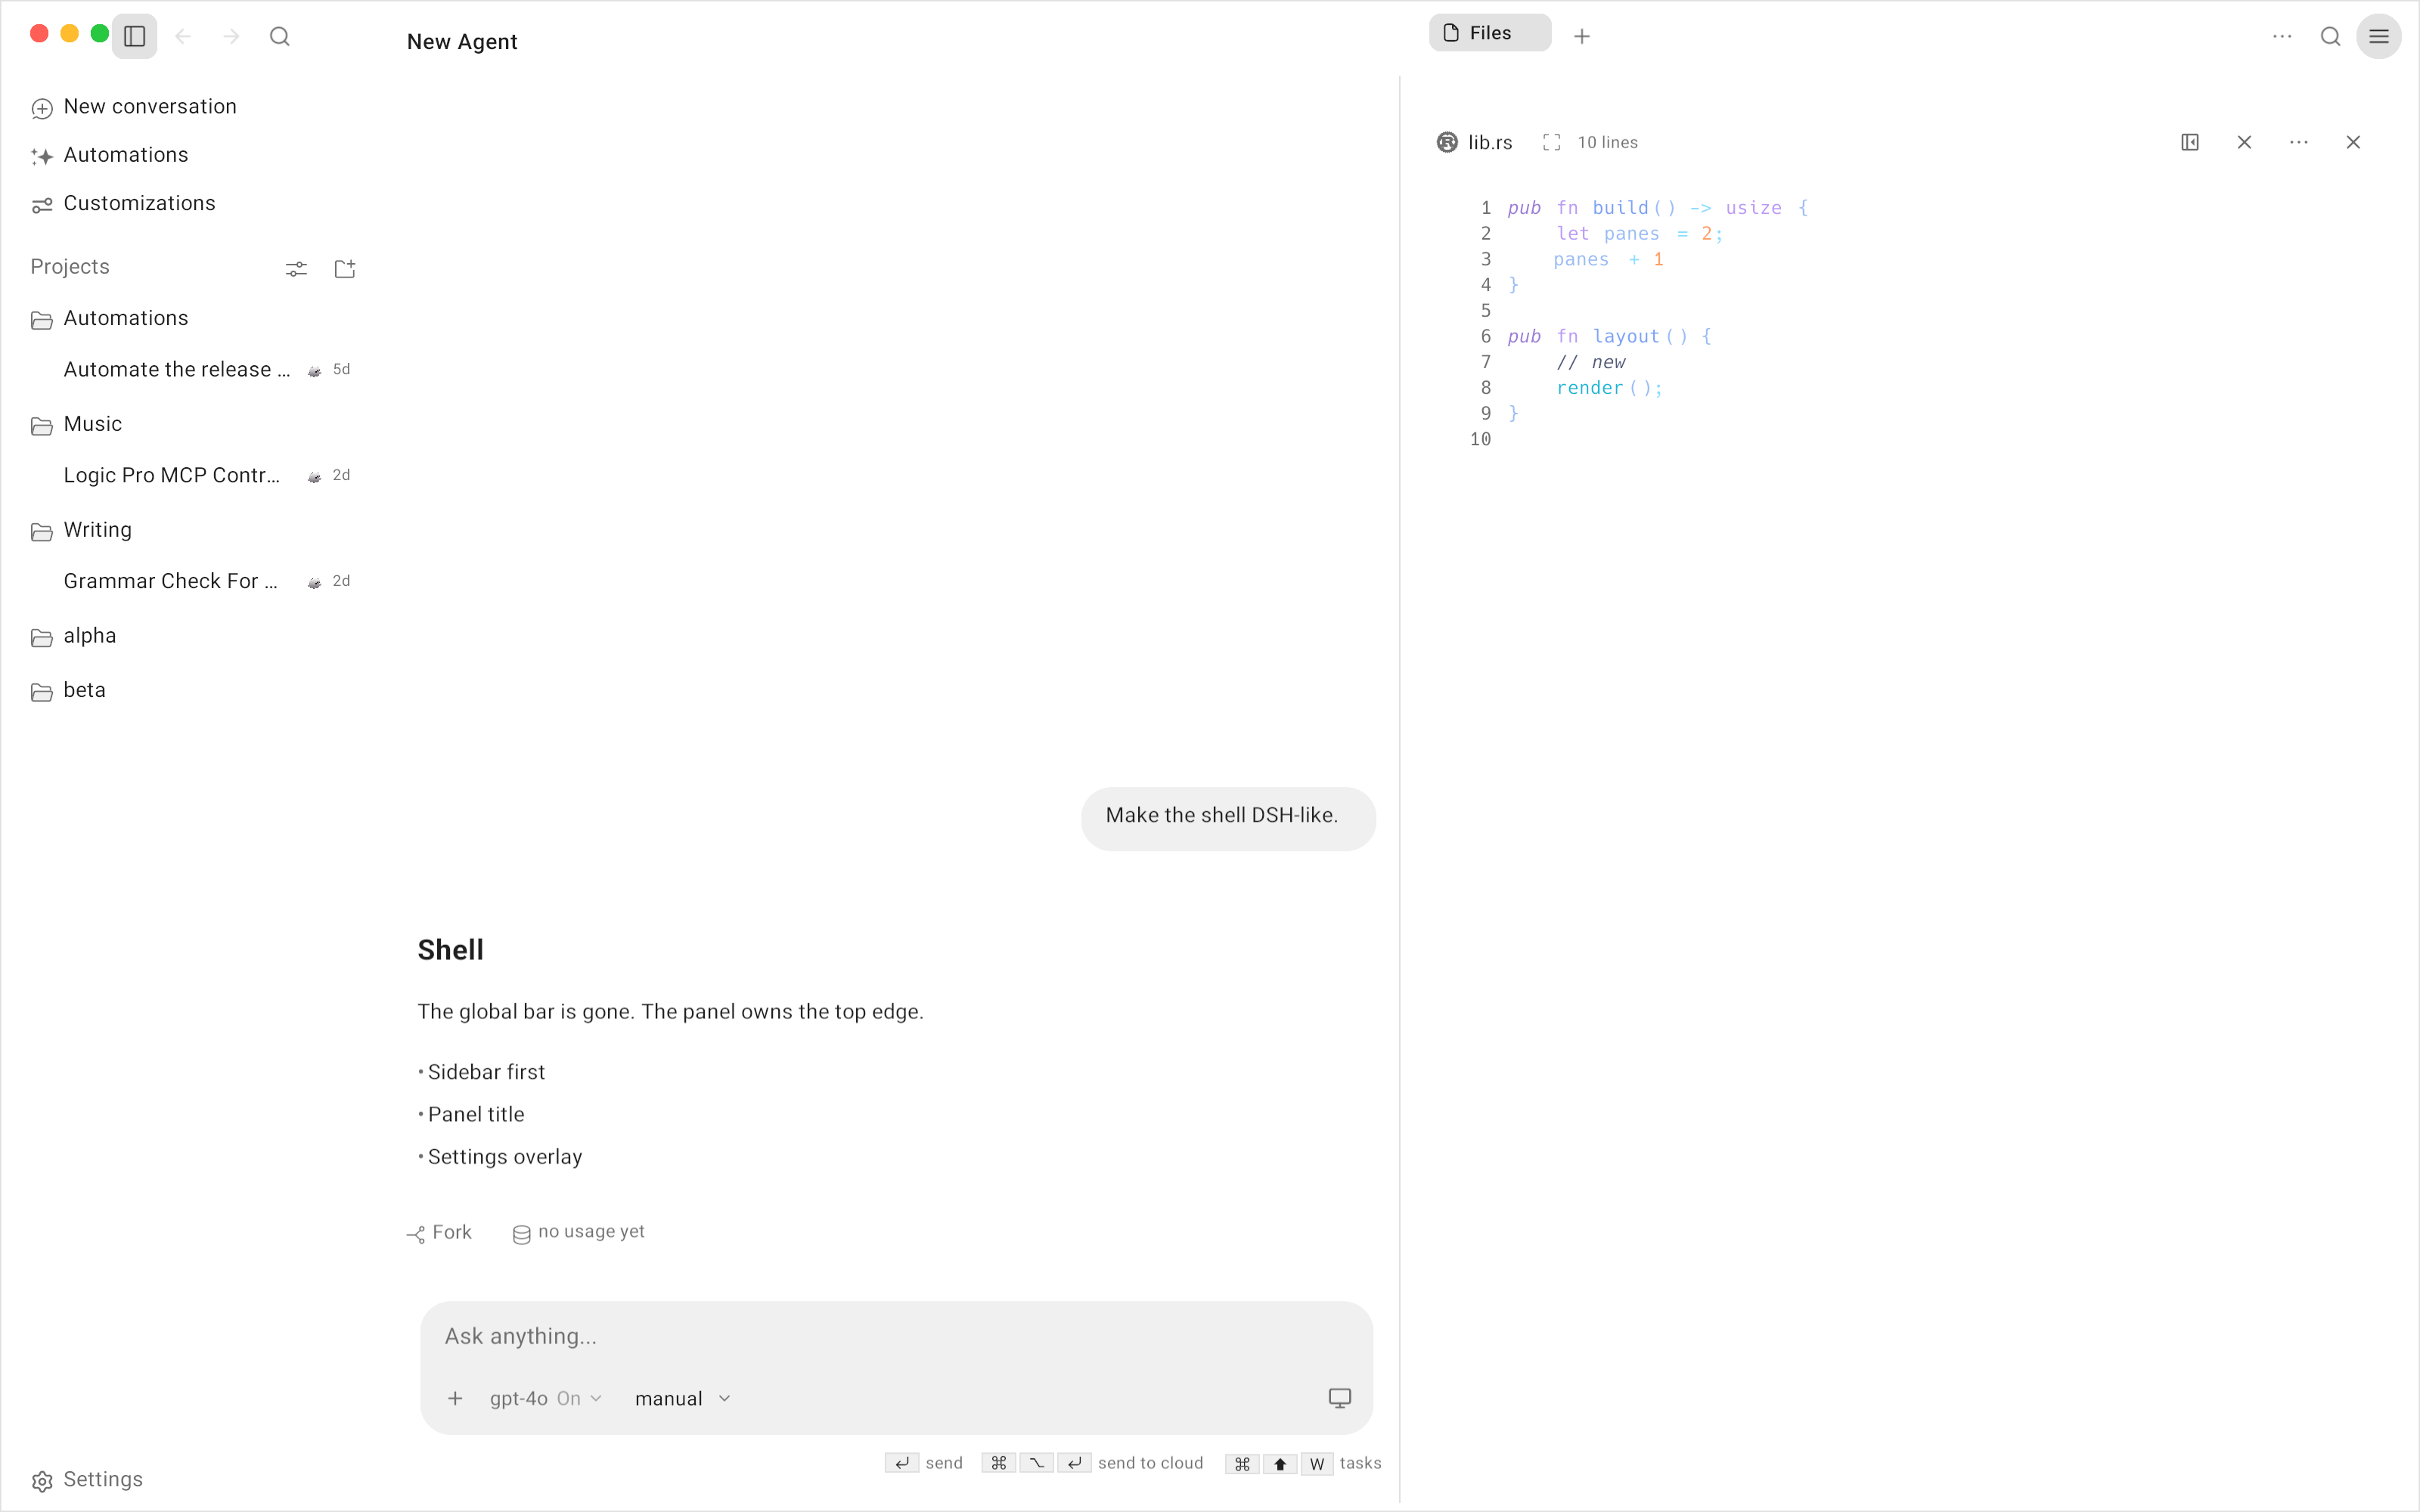 New Agent
Files
New conversation
Automations
Customizations
Projects
Automations
Automate the release ... 5d
Music
Logic Pro MCP Contr... 2d
Writing
Grammar Check For ... 2d
alpha
beta
Settings
Make the shell DSH-like.
Shell
The global bar is gone. The panel owns the top edge.
• Sidebar first
• Panel title
• Settings overlay
Fork no usage yet
Ask anything...
gpt-4o On manual
send ⌘ ⌥ send to cloud ⌘ W tasks
lib.rs 10 lines
1 pub fn build() -> usize {
2 let panes = 2;
3 panes + 1
4 }
5
6 pub fn layout() {
7 // new
8 render();
9 }
10